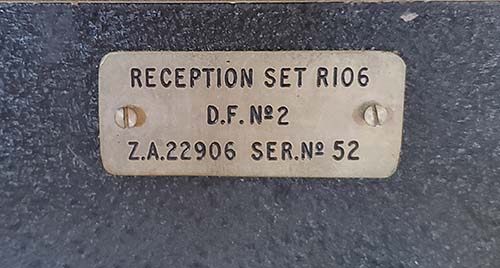 RECEPTION SET R106
D.F. Nº2
Z.A.22906 SER.Nº 52